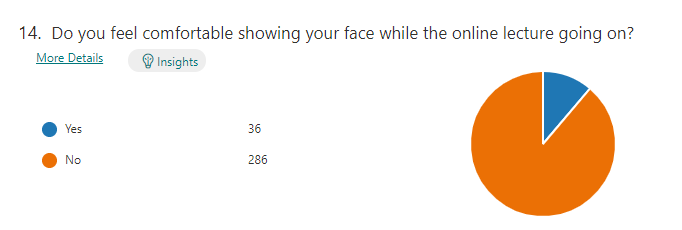 14. Do you feel comfortable showing your face while the online lecture going on?
More Details Insights
Yes 36
No 286